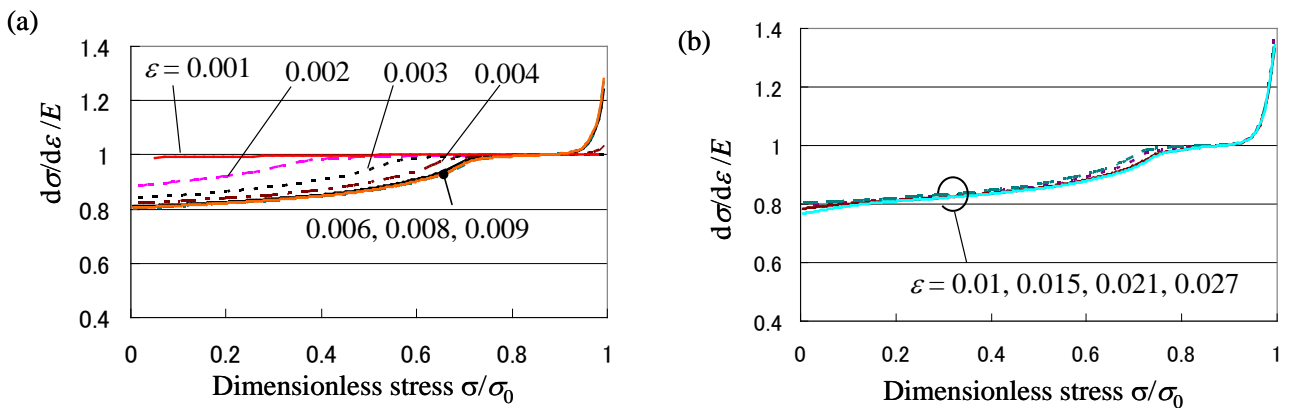 (a)
1.4
1.2
1
0.8
0.6
0.4
dσ/dε/E
ε = 0.001
0.002
0.003
0.004
0.006, 0.008, 0.009
0 0.2 0.4 0.6 0.8 1
Dimensionless stress σ/σ₀
(b)
1.4
1.2
1
0.8
0.6
0.4
dσ/dε/E
ε = 0.01, 0.015, 0.021, 0.027
0 0.2 0.4 0.6 0.8 1
Dimensionless stress σ/σ₀